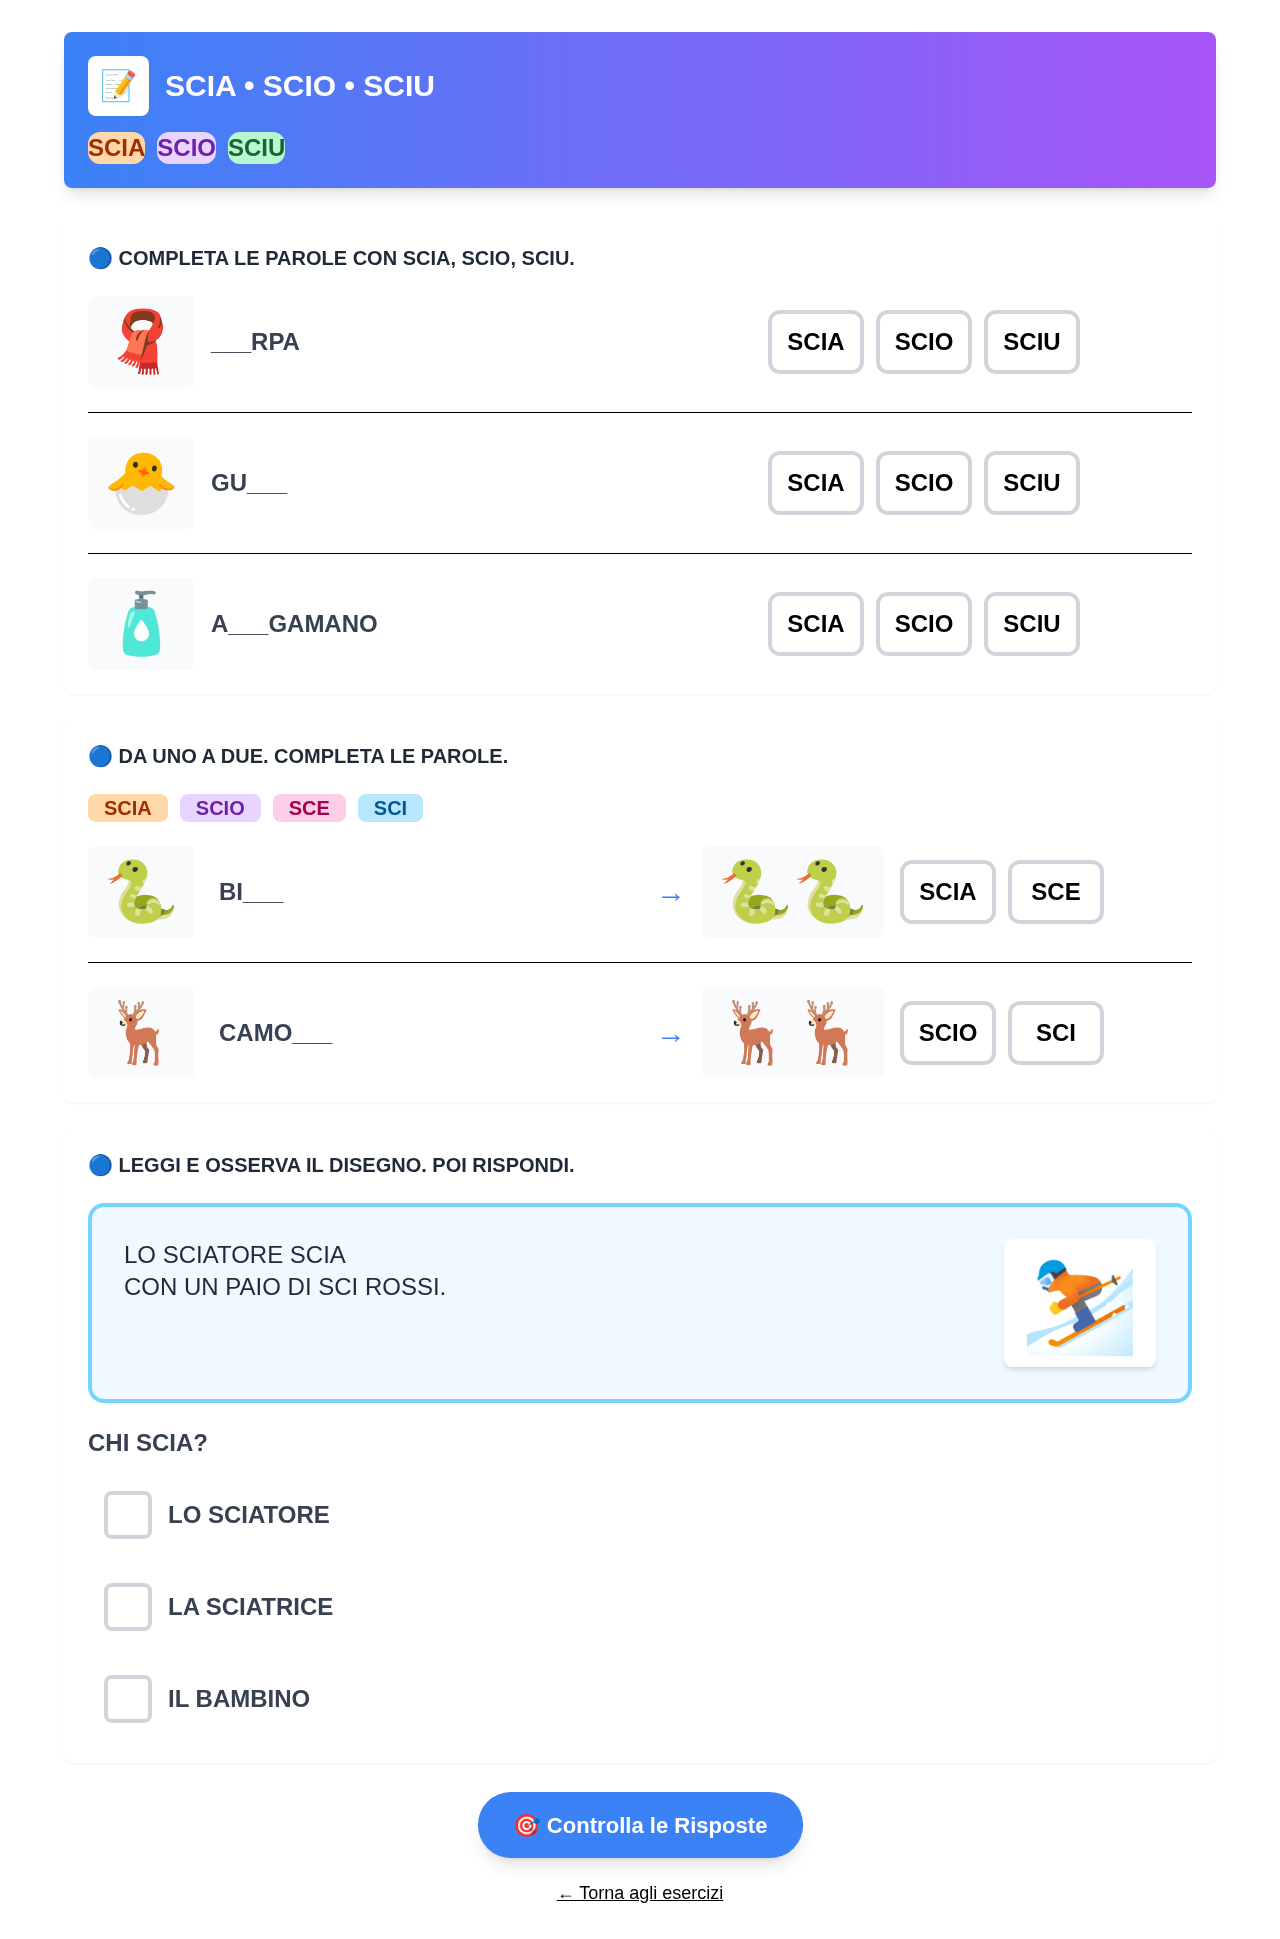 SCIA • SCIO • SCIU
SCIA SCIO SCIU
COMPLETA LE PAROLE CON SCIA, SCIO, SCIU.
___RPA SCIA SCIO SCIU
GU___ SCIA SCIO SCIU
A___GAMANO SCIA SCIO SCIU
DA UNO A DUE. COMPLETA LE PAROLE.
SCIA SCIO SCE SCI
BI___ → SCIA SCE
CAMO___ → SCIO SCI
LEGGI E OSSERVA IL DISEGNO. POI RISPONDI.
LO SCIATORE SCIA
CON UN PAIO DI SCI ROSSI.
CHI SCIA?
LO SCIATORE
LA SCIATRICE
IL BAMBINO
Controlla le Risposte
← Torna agli esercizi